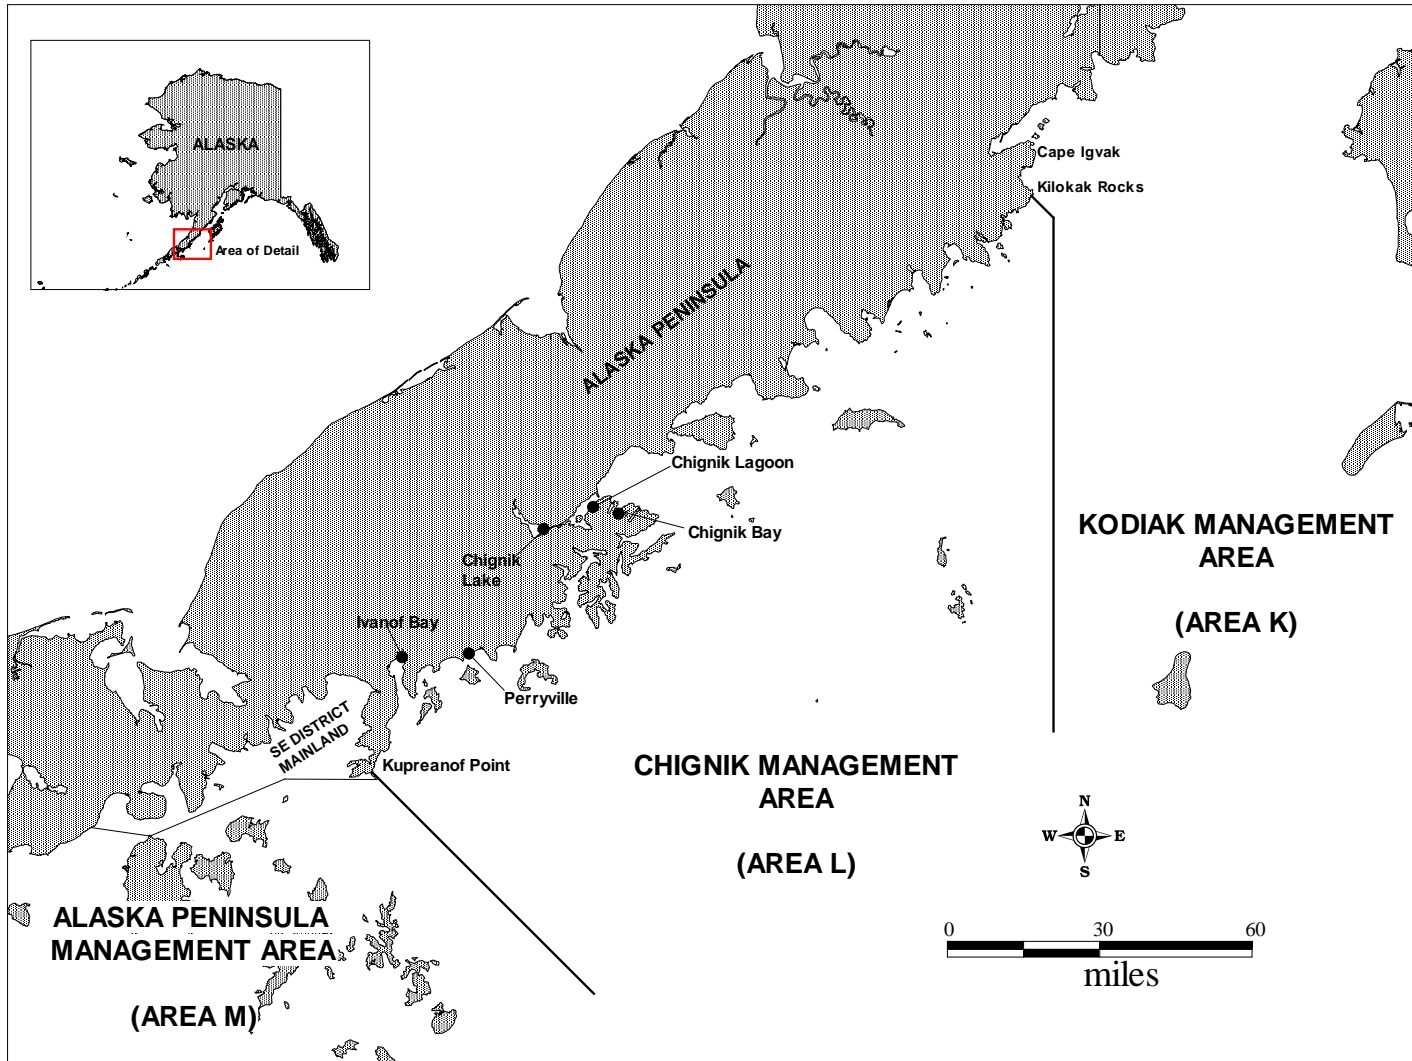 ALASKA
Area of Detail
Cape Igvak
Kilokak Rocks
ALASKA PENINSULA
Chignik Lagoon
Chignik Bay
Chignik
Lake
Ivanof Bay
Perryville
SE DISTRICT
MAINLAND
Kupreanof Point
KODIAK MANAGEMENT
AREA
(AREA K)
CHIGNIK MANAGEMENT
AREA
(AREA L)
ALASKA PENINSULA
MANAGEMENT AREA
(AREA M)
N
W E
S
0 30 60
miles